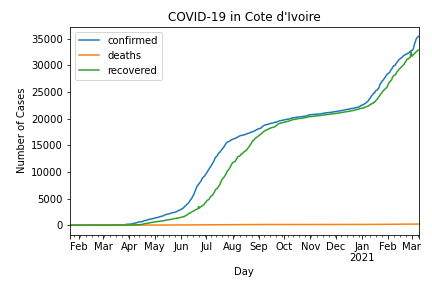 COVID-19 in Cote d'Ivoire
confirmed
deaths
recovered
Number of Cases
35000
30000
25000
20000
15000
10000
5000
0
Feb Mar Apr May Jun Jul Aug Sep Oct Nov Dec Jan Feb Mar
2021
Day